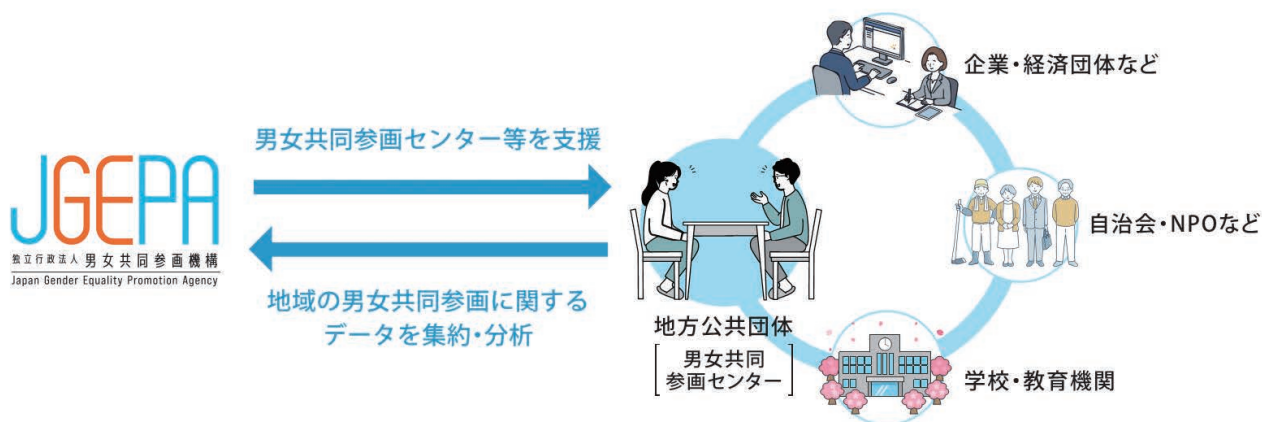 男女共同参画センター等を支援
JGEPA
独立行政法人 男女共同参画機構
Japan Gender Equality Promotion Agency
地域の男女共同参画に関する
データを集約・分析
地方公共団体
[男女共同
参画センター]
企業・経済団体など
自治会・NPOなど
学校・教育機関